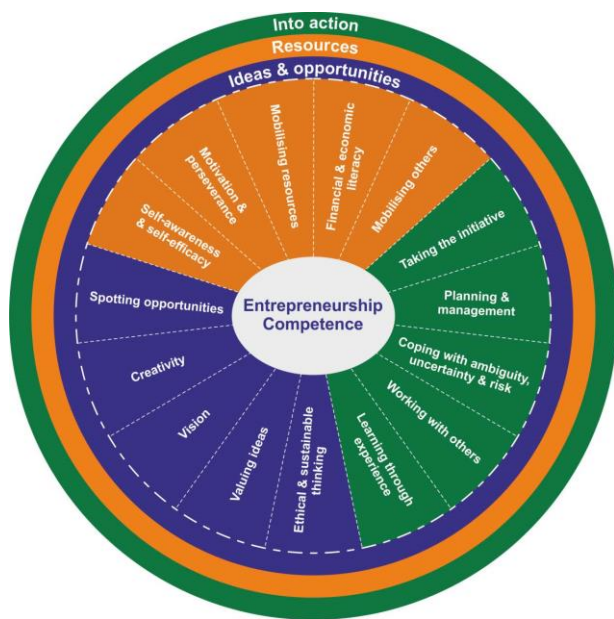 Into action
Resources
Ideas & opportunities
Self-awareness
& self-efficacy
Motivation &
perseverance
Mobilising resources
Financial & economic
literacy
Mobilising others
Taking the initiative
Planning &
management
Coping with ambiguity,
uncertainty & risk
Working with others
Learning through
experience
Ethical & sustainable
thinking
Valuing ideas
Vision
Creativity
Spotting opportunities
Entrepreneurship
Competence